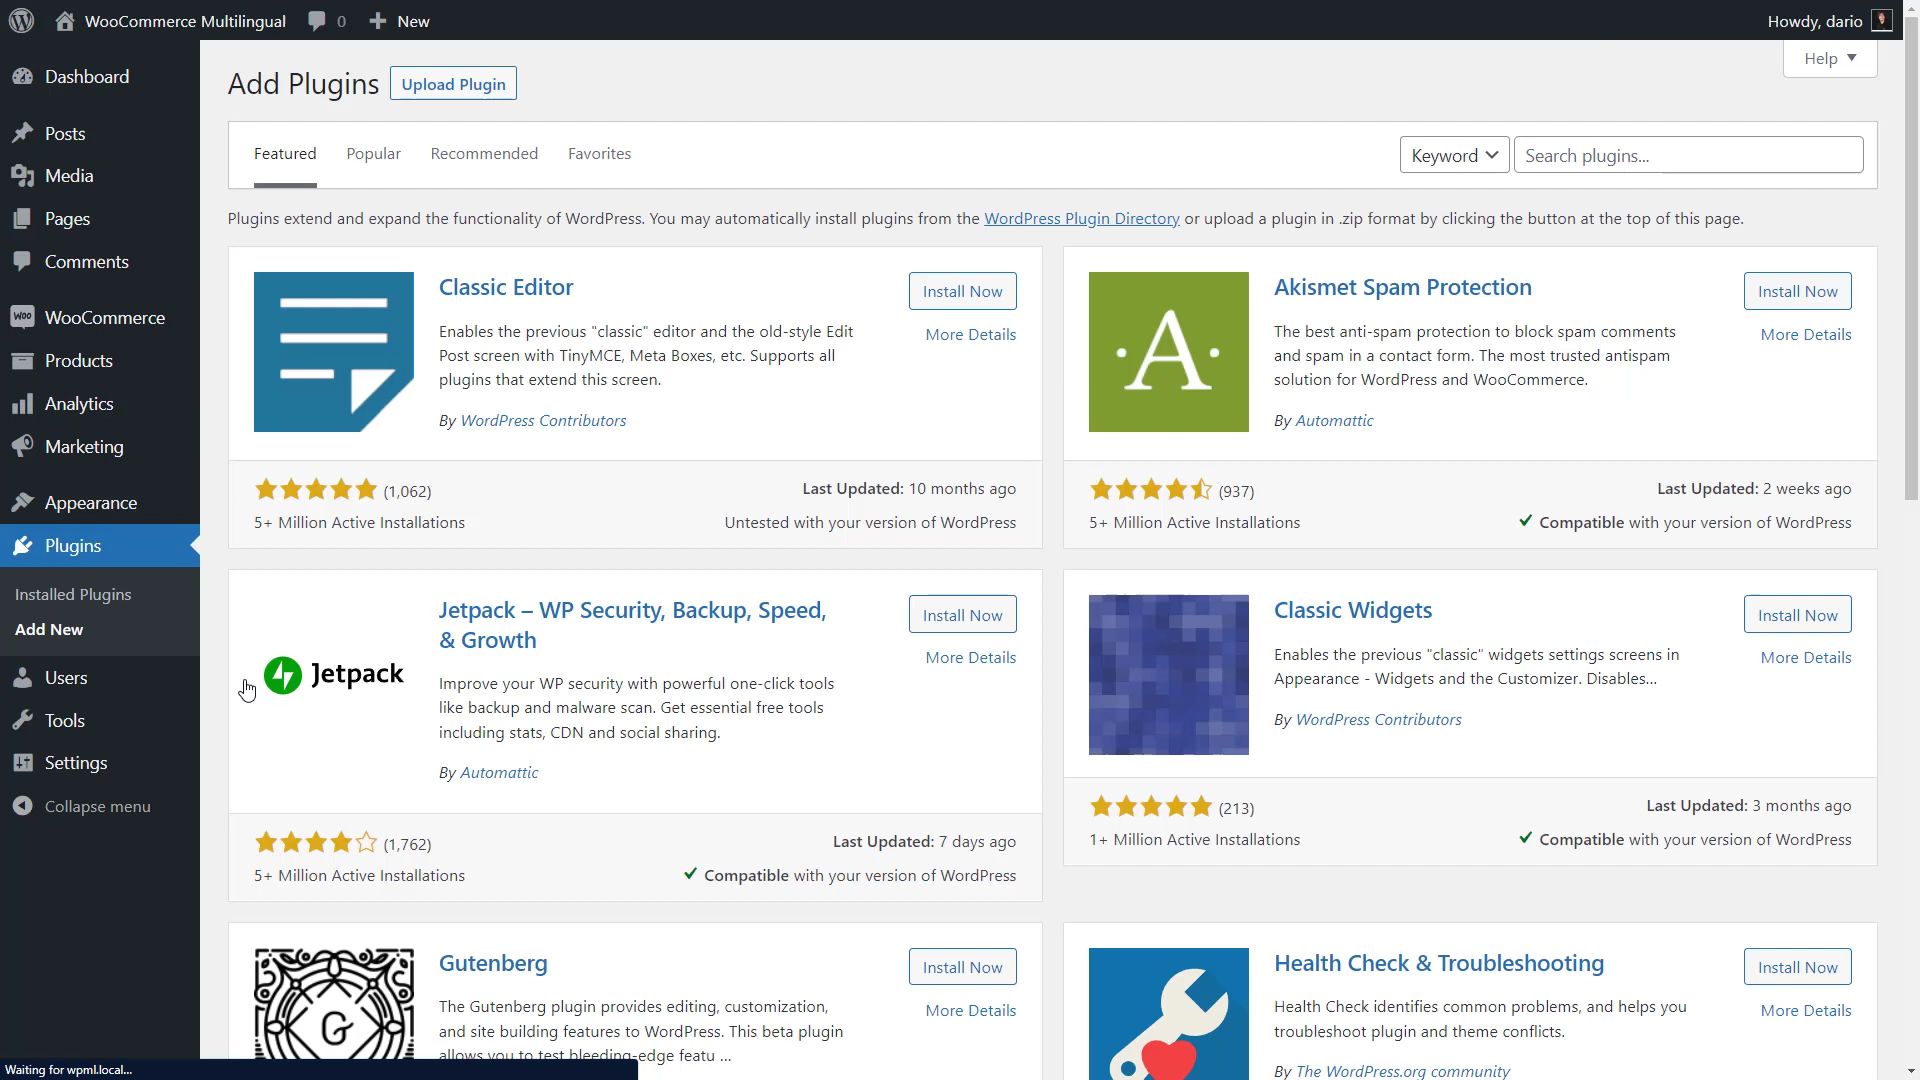 WooCommerce Multilingual
0
New
Howdy, dario
Dashboard
Posts
Media
Pages
Comments
Woo
WooCommerce
Products
Analytics
Marketing
Appearance
Plugins
Installed Plugins
Add New
Users
Tools
Settings
Collapse menu
Help
Add Plugins
Upload Plugin
Featured
Popular
Recommended
Favorites
Keyword
Search plugins...
Plugins extend and expand the functionality of WordPress. You may automatically install plugins from the WordPress Plugin Directory or upload a plugin in .zip format by clicking the button at the top of this page.
Classic Editor
Install Now
More Details
Enables the previous "classic" editor and the old-style Edit
Post screen with TinyMCE, Meta Boxes, etc. Supports all
plugins that extend this screen.
By WordPress Contributors
(1,062)
Last Updated: 10 months ago
5+ Million Active Installations
Untested with your version of WordPress
A
Akismet Spam Protection
Install Now
More Details
The best anti-spam protection to block spam comments
and spam in a contact form. The most trusted antispam
solution for WordPress and WooCommerce.
By Automattic
(937)
Last Updated: 2 weeks ago
5+ Million Active Installations
Compatible with your version of WordPress
Jetpack
Jetpack – WP Security, Backup, Speed,
& Growth
Install Now
More Details
Improve your WP security with powerful one-click tools
like backup and malware scan. Get essential free tools
including stats, CDN and social sharing.
By Automattic
(1,762)
Last Updated: 7 days ago
5+ Million Active Installations
Compatible with your version of WordPress
Classic Widgets
Install Now
More Details
Enables the previous "classic" widgets settings screens in
Appearance - Widgets and the Customizer. Disables...
By WordPress Contributors
(213)
Last Updated: 3 months ago
1+ Million Active Installations
Compatible with your version of WordPress
G
Gutenberg
Install Now
More Details
The Gutenberg plugin provides editing, customization,
and site building features to WordPress. This beta plugin
allows you to test bleeding-edge featu ...
Health Check & Troubleshooting
Install Now
More Details
Health Check identifies common problems, and helps you
troubleshoot plugin and theme conflicts.
By The WordPress.org community
Waiting for wpml.local...